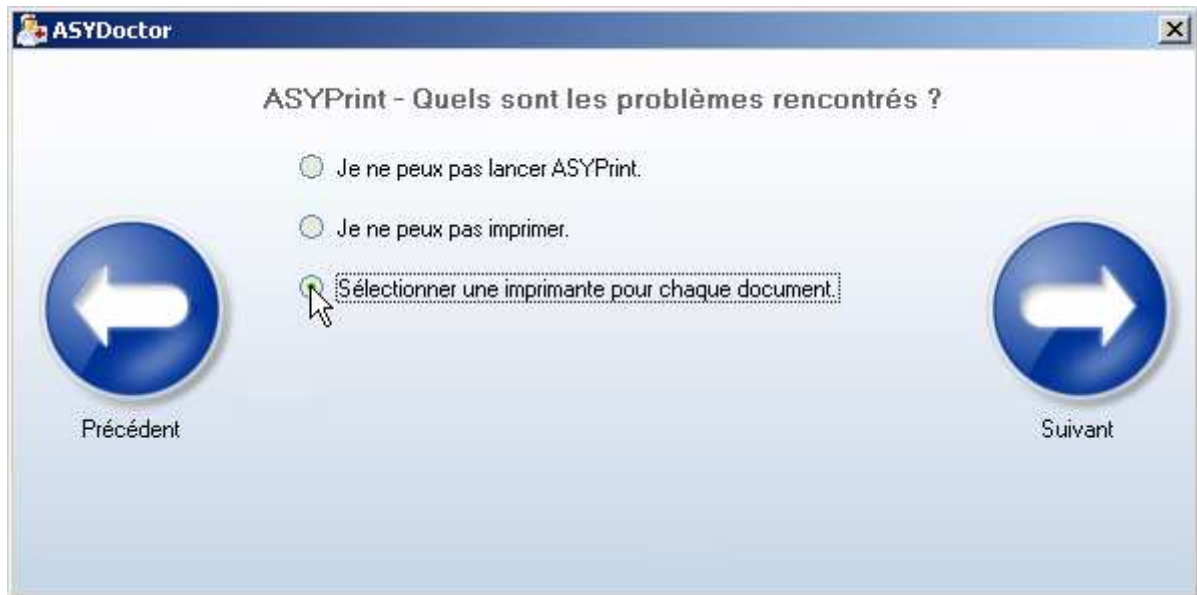 ASYDoctor
ASYPrint - Quels sont les problèmes rencontrés ?
Je ne peux pas lancer ASYPrint.
Je ne peux pas imprimer.
Sélectionner une imprimante pour chaque document.
Précédent
Suivant